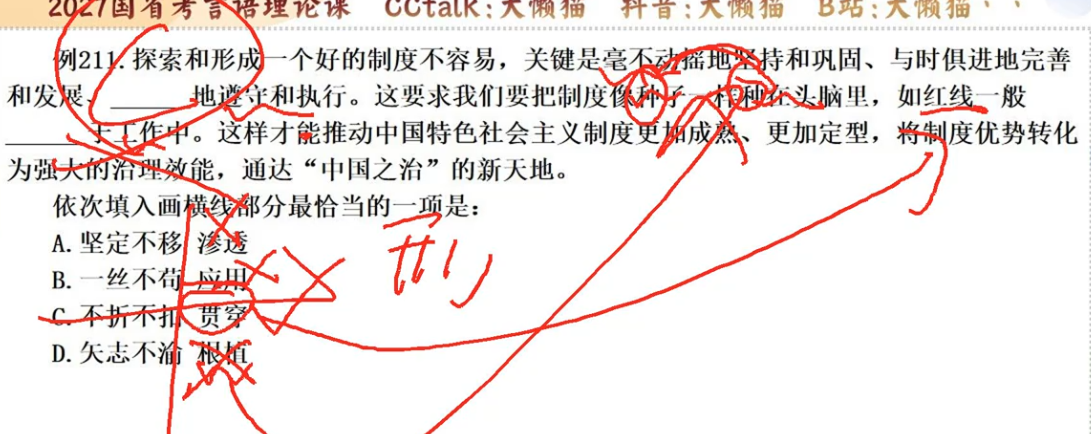 2027国省考言语理论课 CCtalk:大懒猫 抖音:大懒猫 B站:大懒猫
例211.探索和形成一个好的制度不容易，关键是毫不动摇地坚持和巩固、与时俱进地完善
和发展、______地遵守和执行。这要求我们要把制度像种子一样种在头脑里，如红线一般
______于工作中。这样才能推动中国特色社会主义制度更加成熟、更加定型，将制度优势转化
为强大的治理效能，通达“中国之治”的新天地。
依次填入画横线部分最恰当的一项是：
A.坚定不移 渗透
B.一丝不苟 应用
C.不折不扣 贯穿
D.矢志不渝 根植